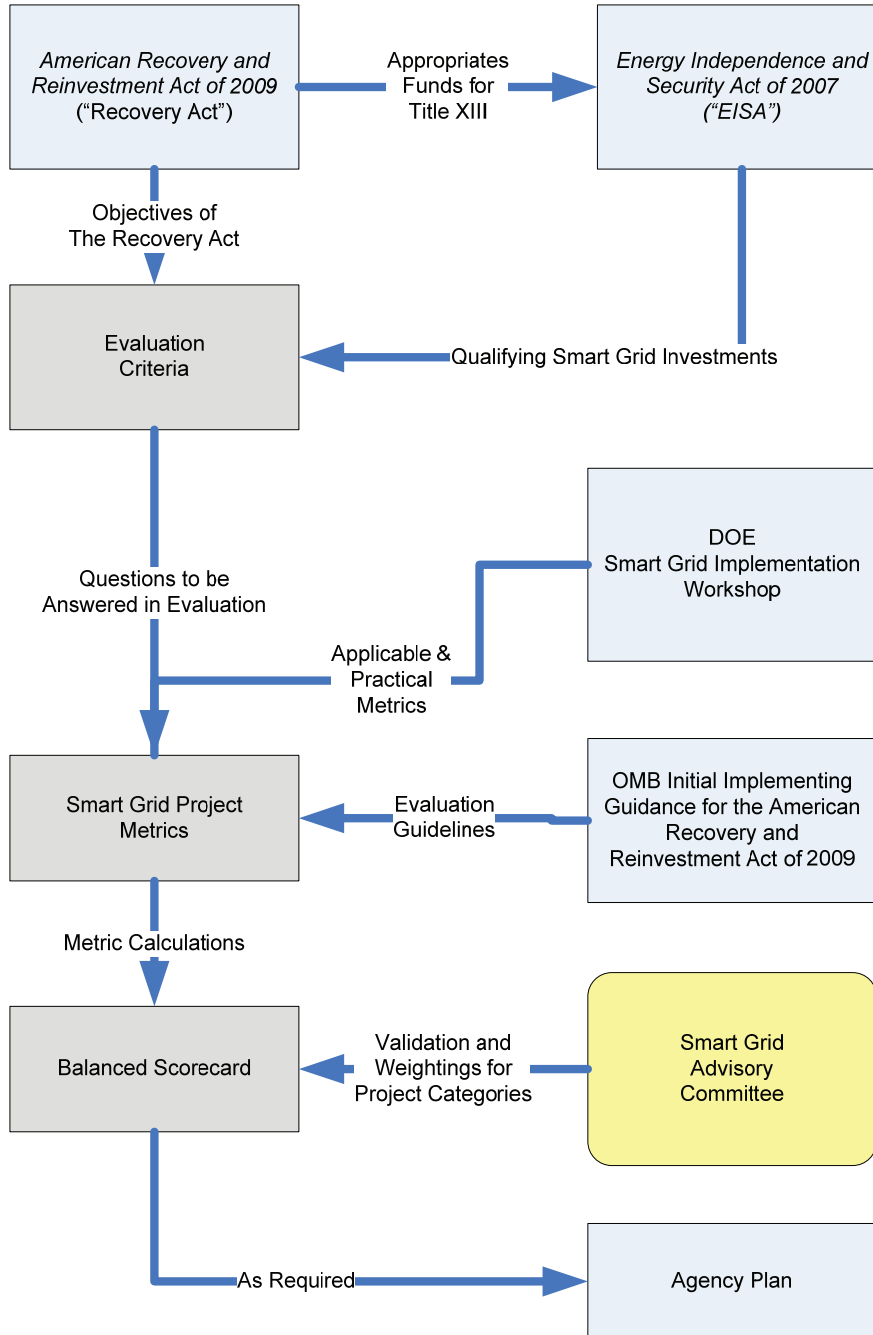 American Recovery and
Reinvestment Act of 2009
(“Recovery Act”)
Appropriates
Funds for
Title XIII
Energy Independence and
Security Act of 2007
(“EISA”)
Objectives of
The Recovery Act
Evaluation
Criteria
Qualifying Smart Grid Investments
DOE
Smart Grid Implementation
Workshop
Questions to be
Answered in Evaluation
Applicable &
Practical
Metrics
Smart Grid Project
Metrics
Evaluation
Guidelines
OMB Initial Implementing
Guidance for the American
Recovery and
Reinvestment Act of 2009
Metric Calculations
Balanced Scorecard
Validation and
Weightings for
Project Categories
Smart Grid
Advisory
Committee
As Required
Agency Plan